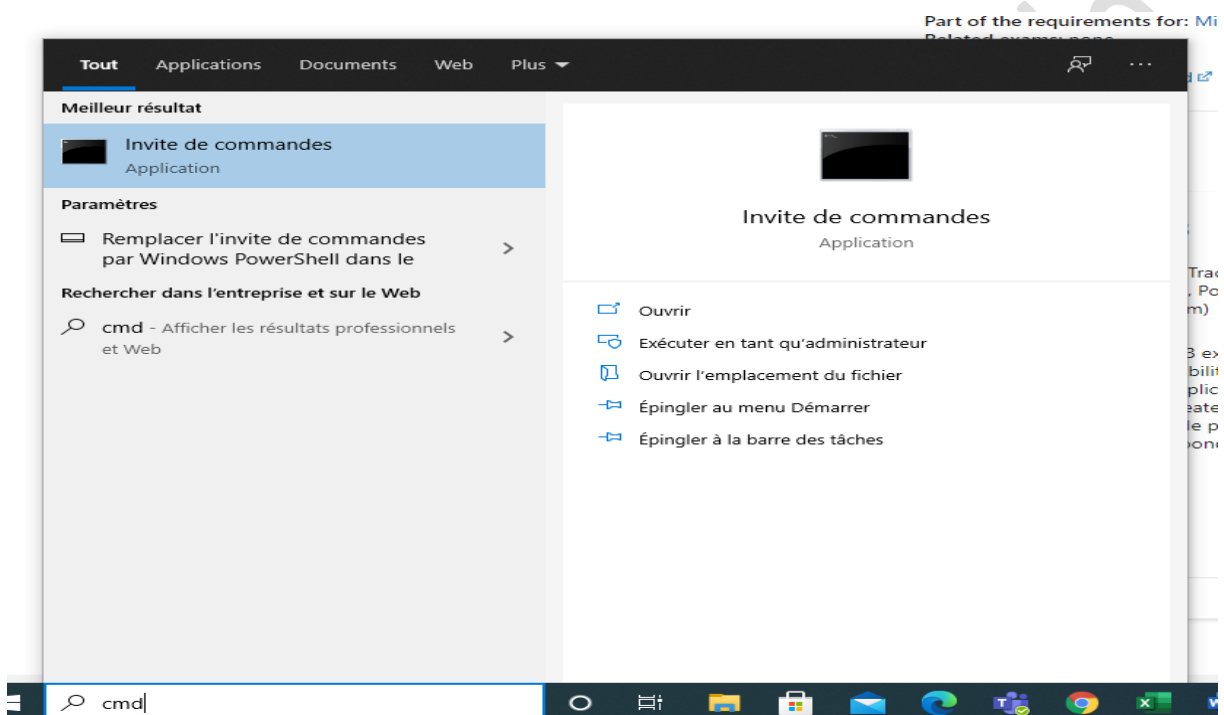 Part of the requirements for: Mi
Tout Applications Documents Web Plus
Meilleur résultat
Invite de commandes
Application
Paramètres
Remplacer l'invite de commandes
par Windows PowerShell dans le
Rechercher dans l'entreprise et sur le Web
cmd - Afficher les résultats professionnels
et Web
Invite de commandes
Application
Ouvrir
Exécuter en tant qu'administrateur
Ouvrir l'emplacement du fichier
Épingler au menu Démarrer
Épingler à la barre des tâches
cmd